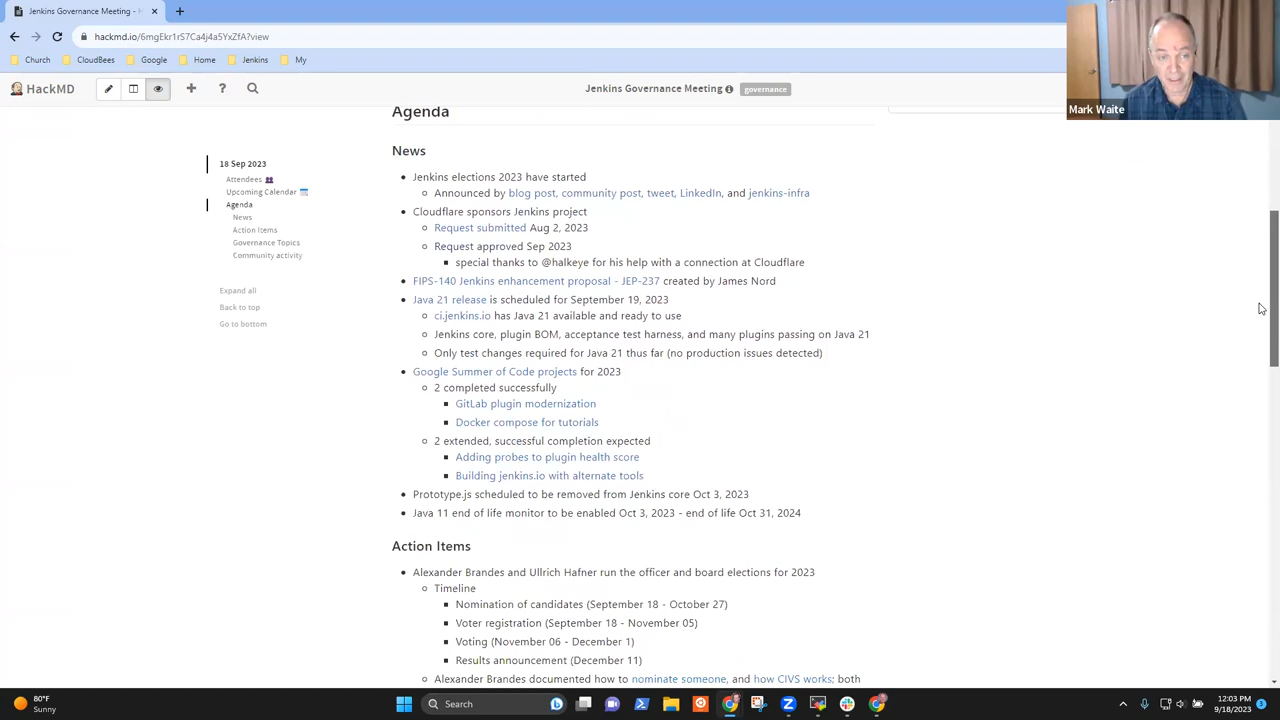 Jenkins Governance Meeting - H
hackmd.io/6mgEkr1rS7Ca4j4a5YxZfA?view
Church
CloudBees
Google
Home
Jenkins
My
HackMD
Jenkins Governance Meeting
governance
Mark Waite
18 Sep 2023
Attendees
Upcoming Calendar
Agenda
News
Action Items
Governance Topics
Community activity
Expand all
Back to top
Go to bottom
Agenda
News
Jenkins elections 2023 have started
Announced by blog post, community post, tweet, LinkedIn, and jenkins-infra
Cloudflare sponsors Jenkins project
Request submitted Aug 2, 2023
Request approved Sep 2023
special thanks to @halkeye for his help with a connection at Cloudflare
FIPS-140 Jenkins enhancement proposal - JEP-237 created by James Nord
Java 21 release is scheduled for September 19, 2023
ci.jenkins.io has Java 21 available and ready to use
Jenkins core, plugin BOM, acceptance test harness, and many plugins passing on Java 21
Only test changes required for Java 21 thus far (no production issues detected)
Google Summer of Code projects for 2023
2 completed successfully
GitLab plugin modernization
Docker compose for tutorials
2 extended, successful completion expected
Adding probes to plugin health score
Building jenkins.io with alternate tools
Prototype.js scheduled to be removed from Jenkins core Oct 3, 2023
Java 11 end of life monitor to be enabled Oct 3, 2023 - end of life Oct 31, 2024
Action Items
Alexander Brandes and Ullrich Hafner run the officer and board elections for 2023
Timeline
Nomination of candidates (September 18 - October 27)
Voter registration (September 18 - November 05)
Voting (November 06 - December 1)
Results announcement (December 11)
Alexander Brandes documented how to nominate someone, and how CIVS works; both
80°F
Sunny
Search
12:03 PM
9/18/2023
3